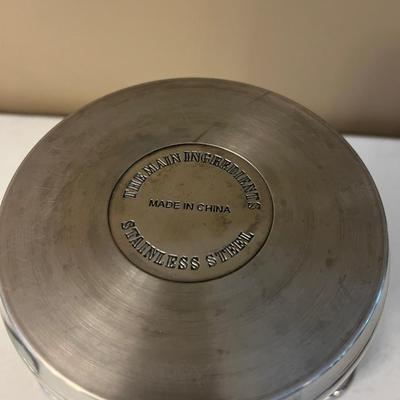 THE MAIN INGREDIENTS
MADE IN CHINA
STAINLESS STEEL